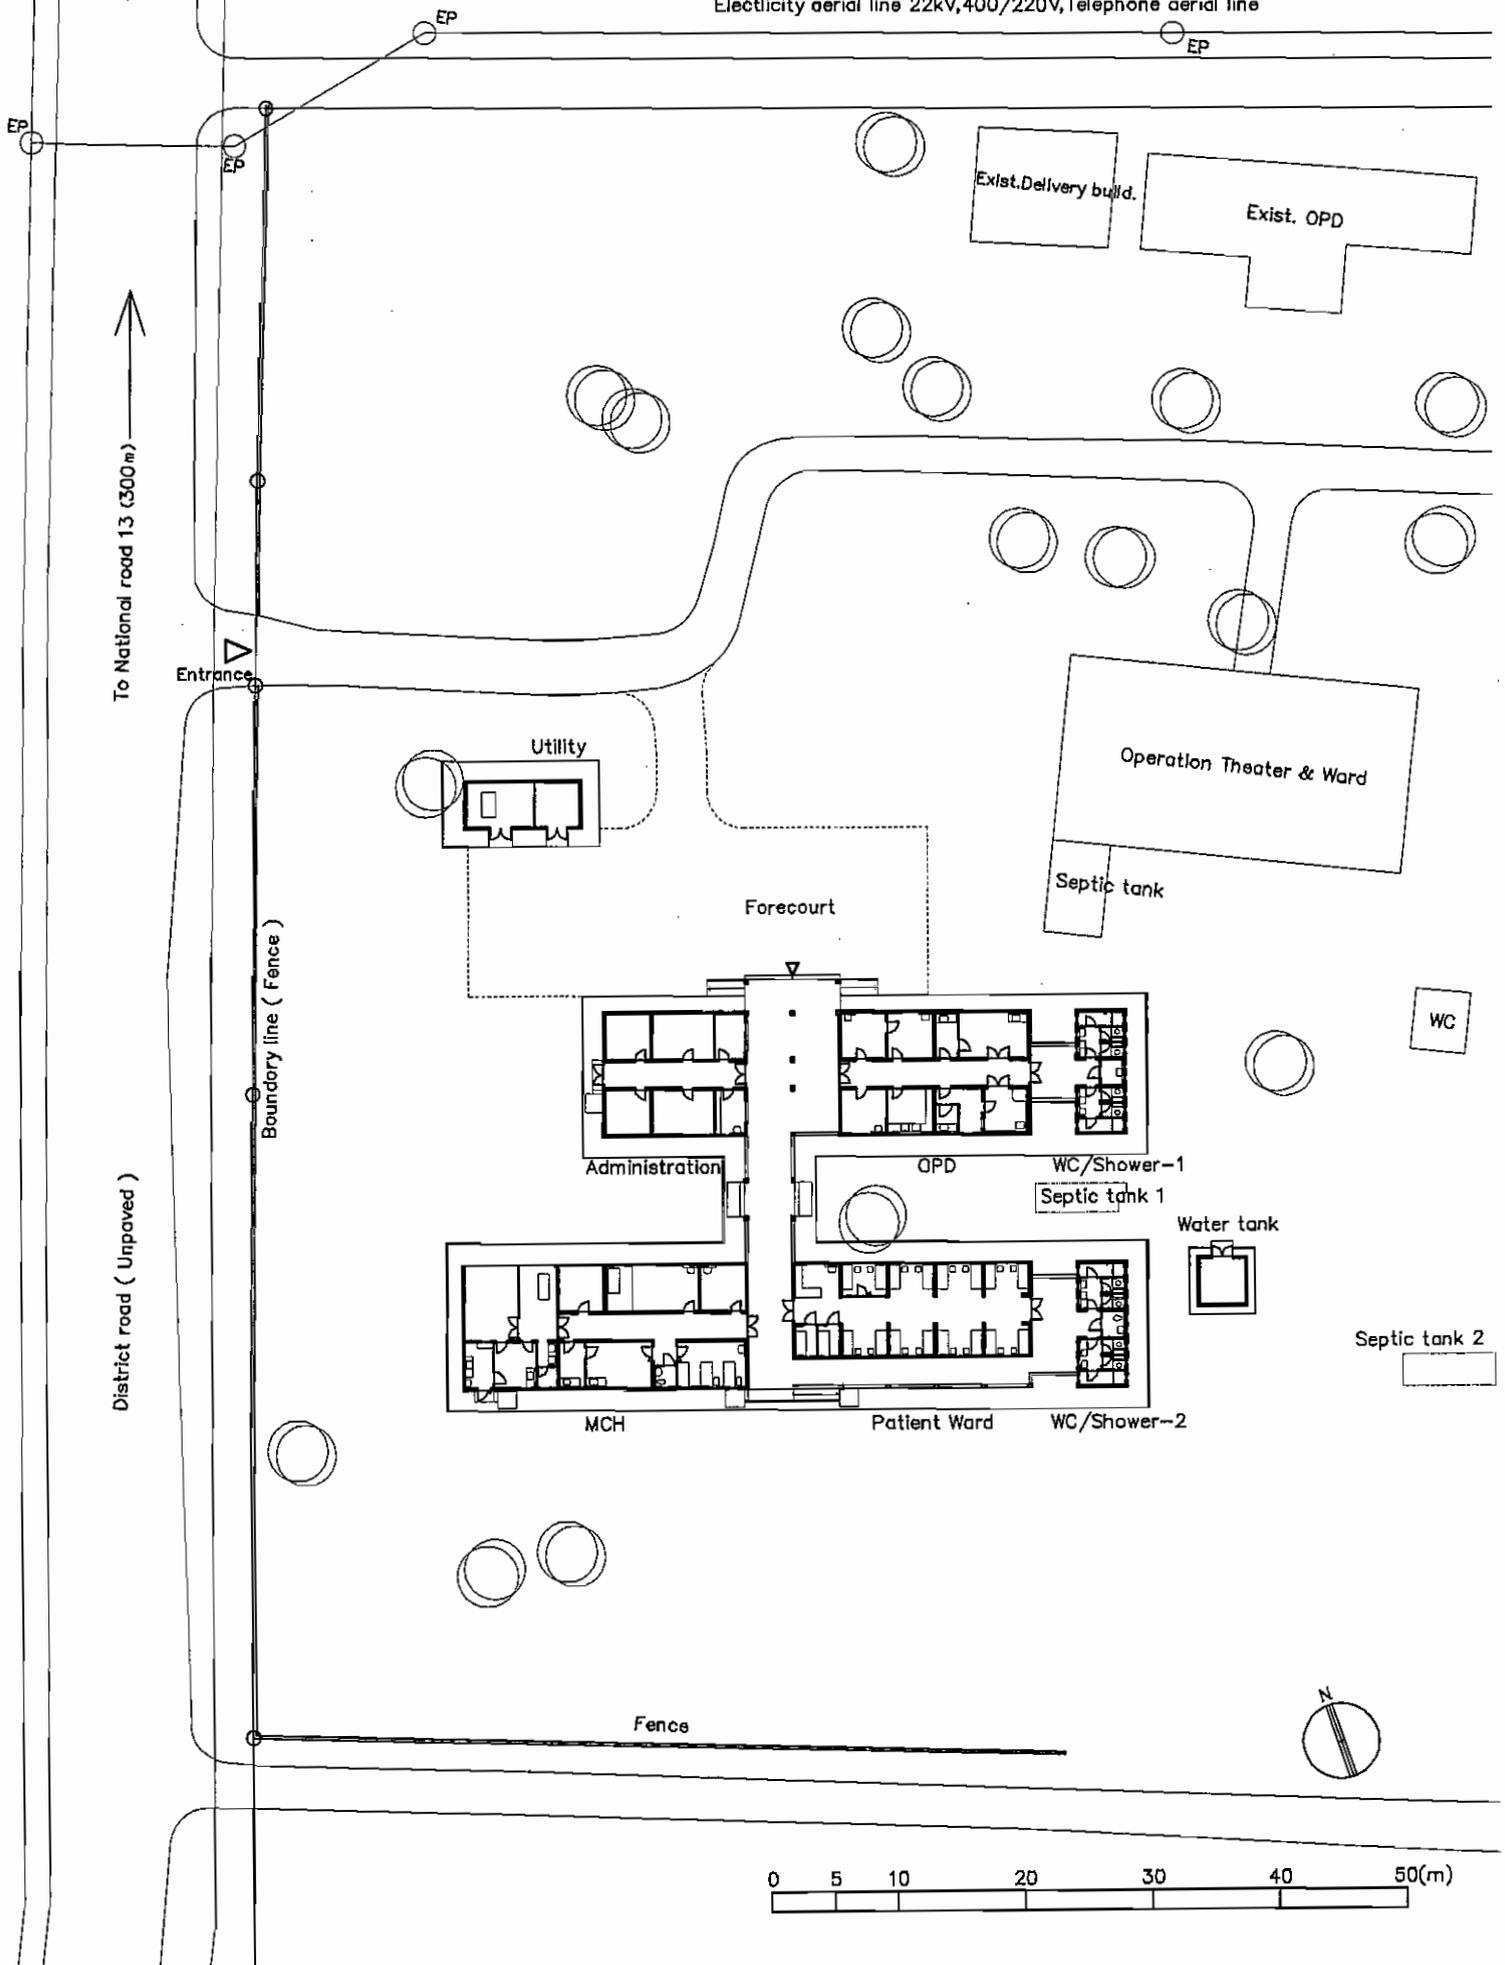 Electlicity aerial line 22kV,400/220V,Telephone aerial line
EP
EP
EP
EP
Exist.Delivery build.
Exist. OPD
To National road 13 (300m)
Entrance
Utility
Operation Theater & Ward
Septic tank
Forecourt
Boundory line ( Fence )
WC
Administration
OPD
WC/Shower-1
Septic tank 1
Water tank
District road ( Unpaved )
Septic tank 2
MCH
Patient Ward
WC/Shower-2
N
Fence
0 5 10 20 30 40 50(m)